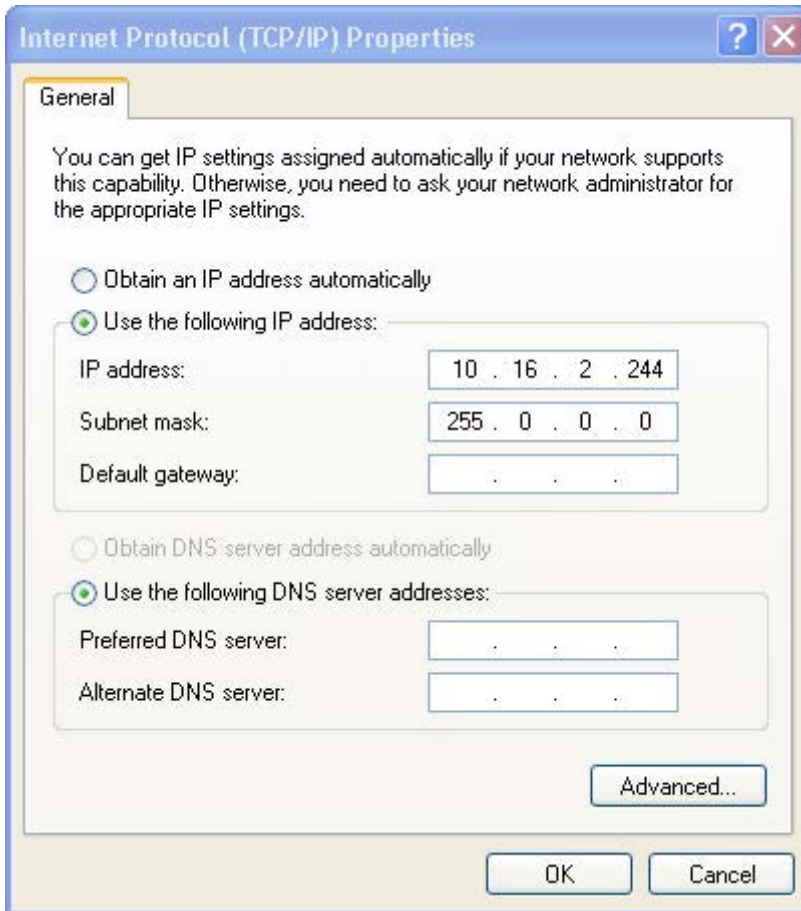 Internet Protocol (TCP/IP) Properties
General
You can get IP settings assigned automatically if your network supports
this capability. Otherwise, you need to ask your network administrator for
the appropriate IP settings.
Obtain an IP address automatically
Use the following IP address:
IP address: 10 . 16 . 2 . 244
Subnet mask: 255 . 0 . 0 . 0
Default gateway: . . .
Obtain DNS server address automatically
Use the following DNS server addresses:
Preferred DNS server: . . .
Alternate DNS server: . . .
Advanced...
OK Cancel